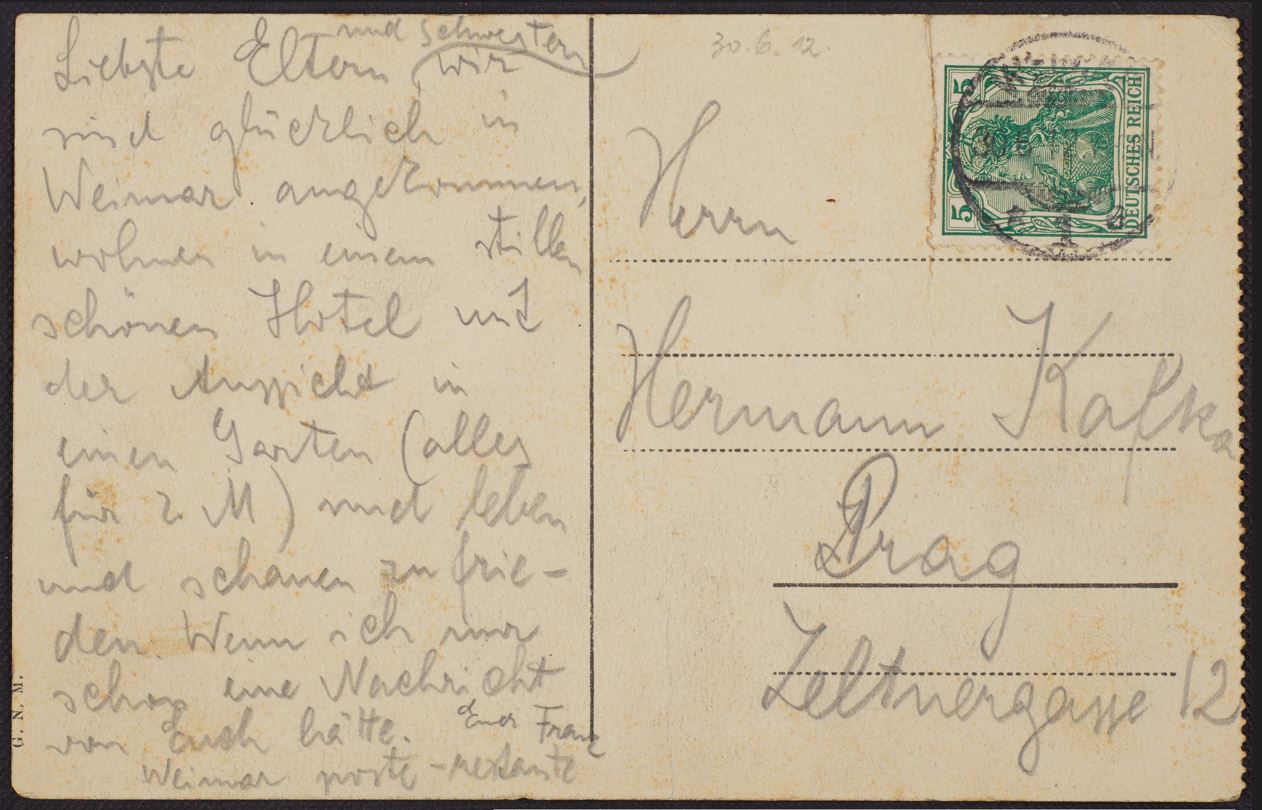 und Schwestern
Liebste Eltern, wir
sind glücklich in
Weimar angekommen,
wohnen in einem stillen
schönen Hotel mit
der Aussicht in
einen Garten (alles
für 2 M) und leben
und schauen zufrie-
den. Wenn ich nur
schon eine Nachricht
von Euch hätte.
Euer Franz
Weimar poste-restante
G. N. M.
30.6.12.
5 5
DEUTSCHES REICH
Herrn
Hermann Kafka
Prag
Zeltnergasse 12